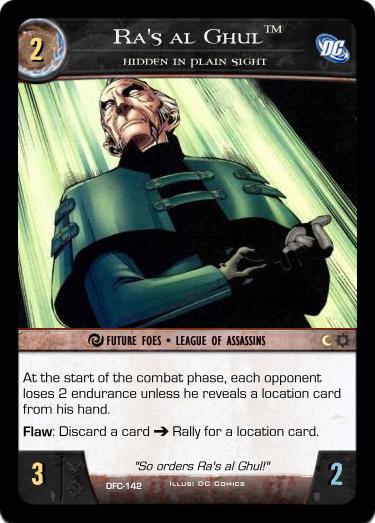 2
Ra's al Ghul™
Hidden in Plain Sight
DC
Future Foes • League of Assassins
At the start of the combat phase, each opponent
loses 2 endurance unless he reveals a location card
from his hand.
Flaw: Discard a card ➔ Rally for a location card.
"So orders Ra's al Ghul!"
3
DFC-142
Illus: DC Comics
2